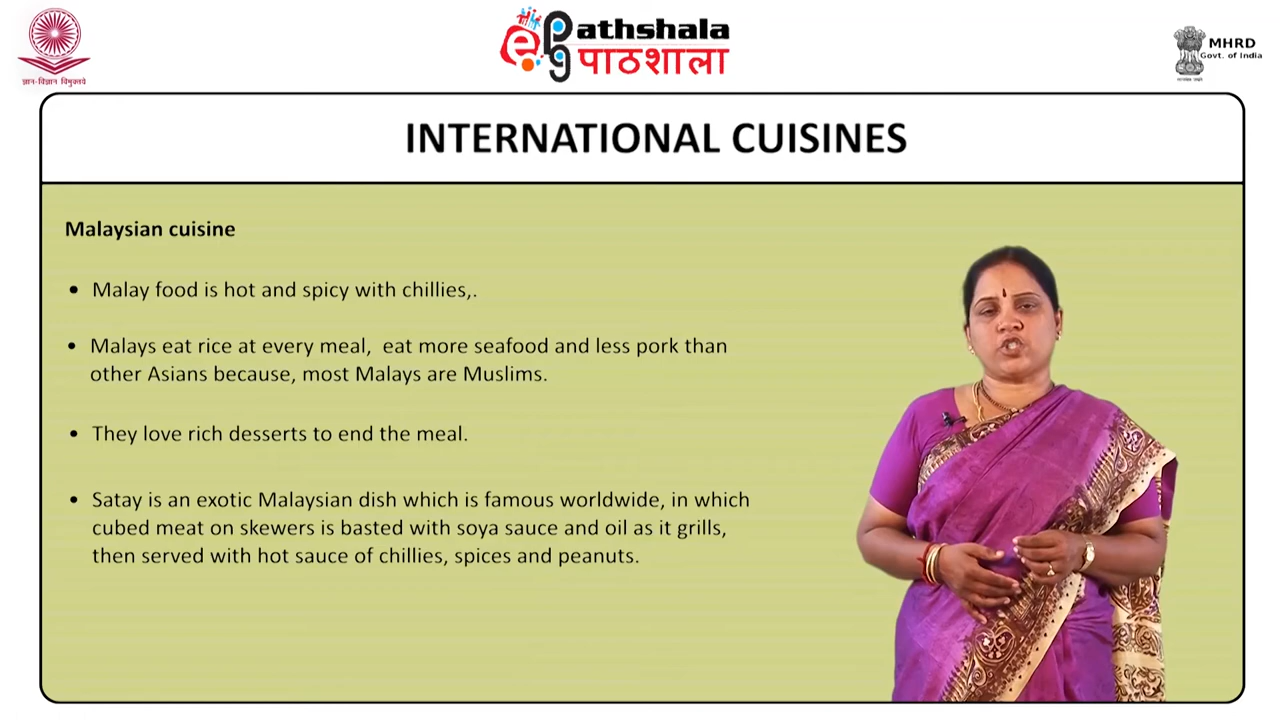 ज्ञान-विज्ञान विमुक्तये
ePG Pathshala
पाठशाला
MHRD
Govt. of India
INTERNATIONAL CUISINES
Malaysian cuisine
• Malay food is hot and spicy with chillies,.
• Malays eat rice at every meal, eat more seafood and less pork than
other Asians because, most Malays are Muslims.
• They love rich desserts to end the meal.
• Satay is an exotic Malaysian dish which is famous worldwide, in which
cubed meat on skewers is basted with soya sauce and oil as it grills,
then served with hot sauce of chillies, spices and peanuts.